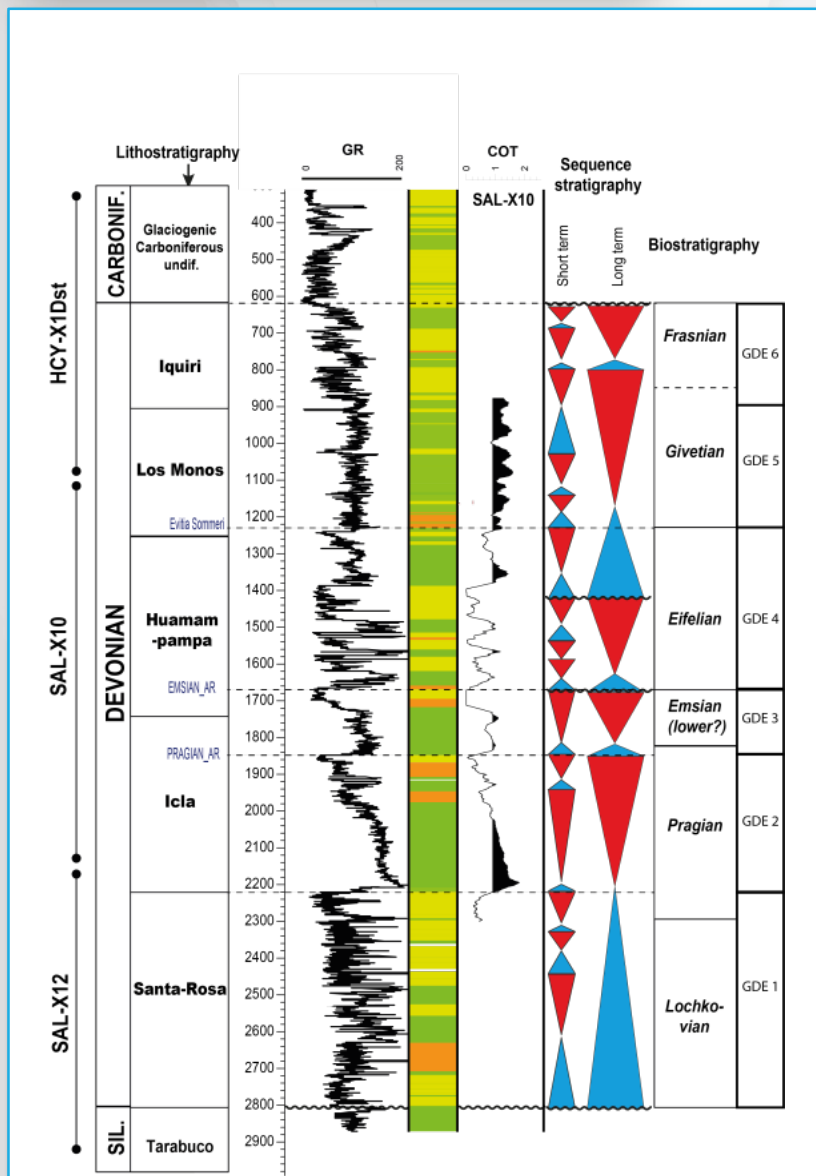 Lithostratigraphy
GR
COT
Sequence
stratigraphy
Biostratigraphy
0
200
0
1
2
SAL-X10
Short term
Long term
HCY-X1Dst
SAL-X10
SAL-X12
CARBONIF.
DEVONIAN
SIL.
Glaciogenic
Carboniferous
undif.
Iquiri
Los Monos
Evitia Sommeri
Huamam
-pampa
EMSIAN_AR
PRAGIAN_AR
Icla
Santa-Rosa
Tarabuco
400
500
600
700
800
900
1000
1100
1200
1300
1400
1500
1600
1700
1800
1900
2000
2100
2200
2300
2400
2500
2600
2700
2800
2900
Frasnian
Givetian
Eifelian
Emsian
(lower?)
Pragian
Lochko-
vian
GDE 6
GDE 5
GDE 4
GDE 3
GDE 2
GDE 1